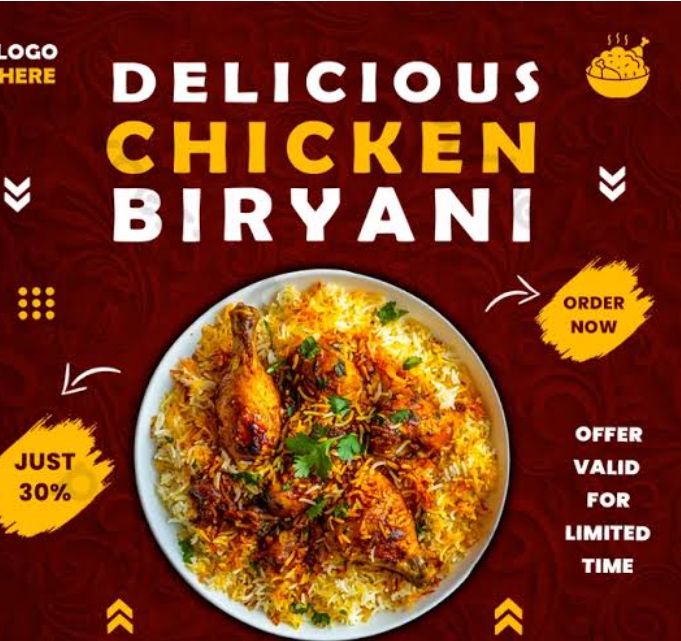 LOGO
HERE
DELICIOUS
CHICKEN
BIRYANI
ORDER
NOW
JUST
30%
OFFER
VALID
FOR
LIMITED
TIME